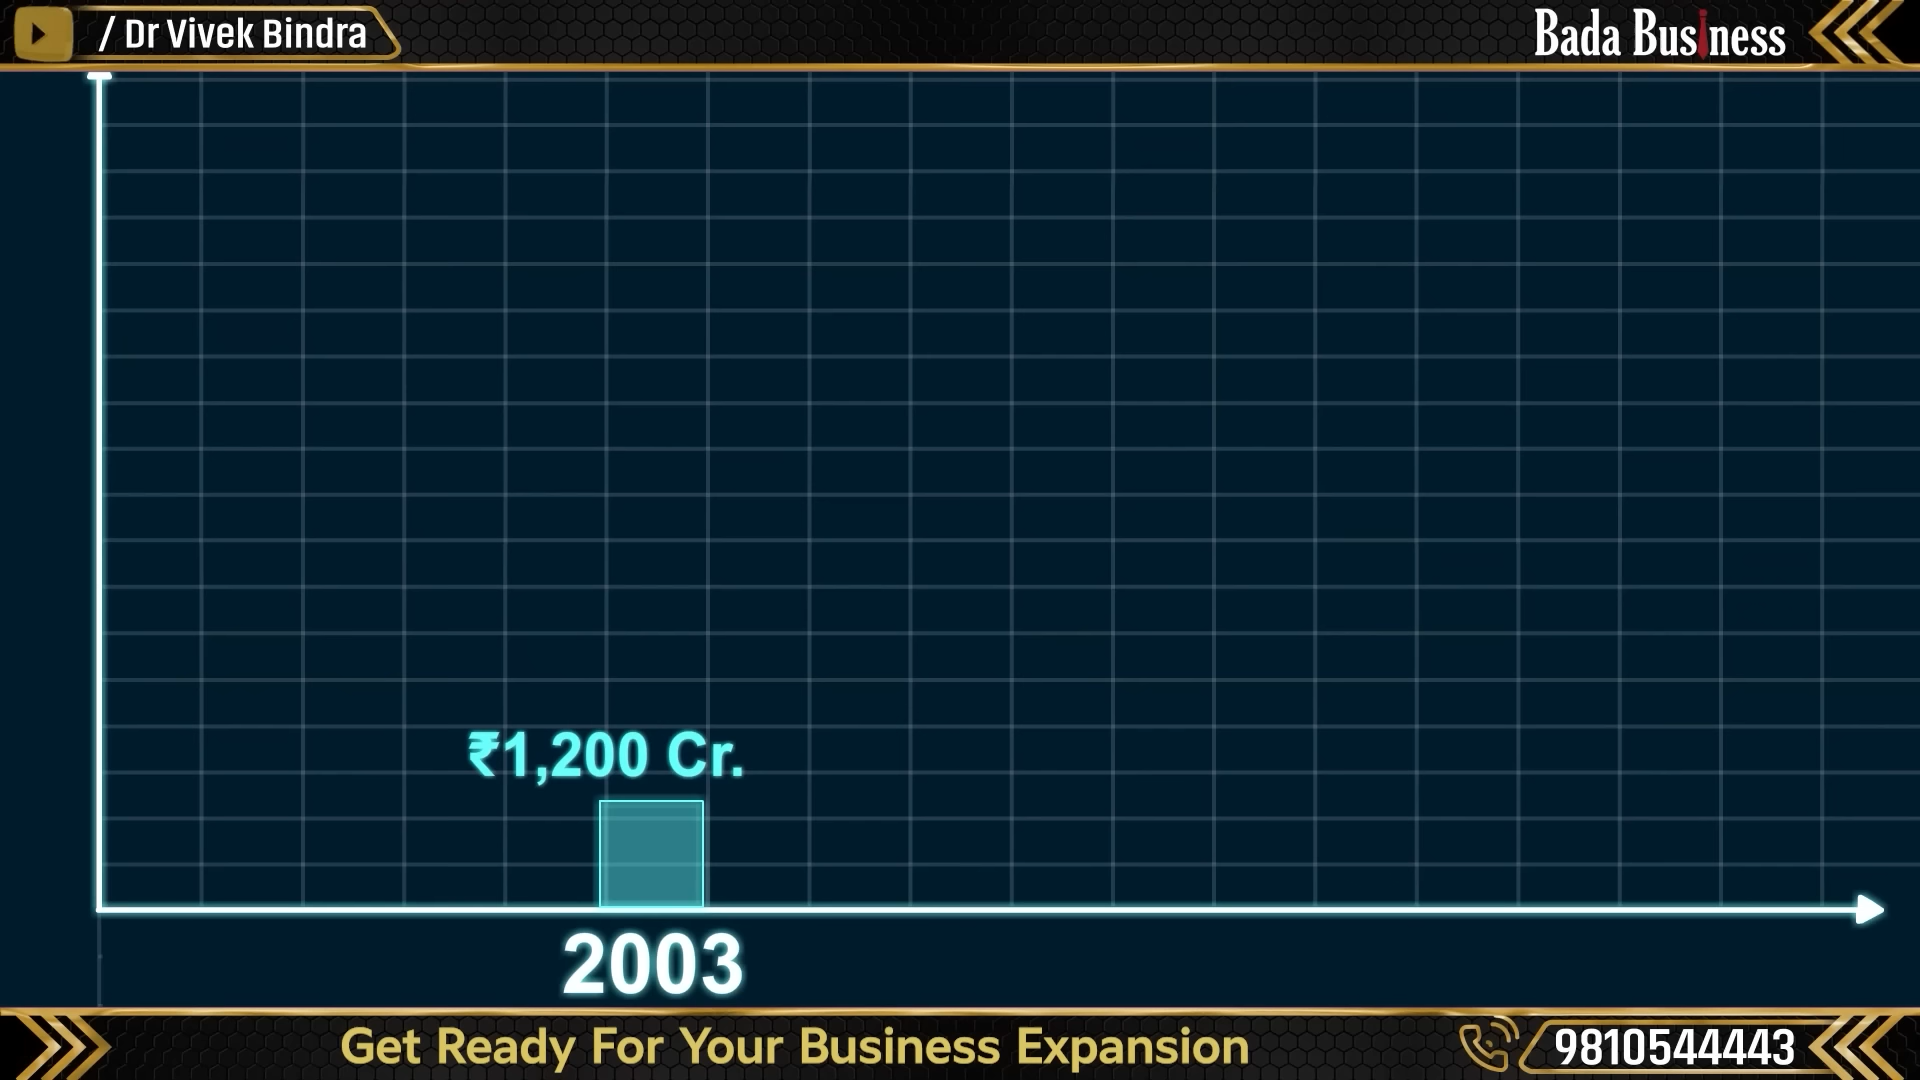 / Dr Vivek Bindra
Bada Business
₹1,200 Cr.
2003
Get Ready For Your Business Expansion
9810544443